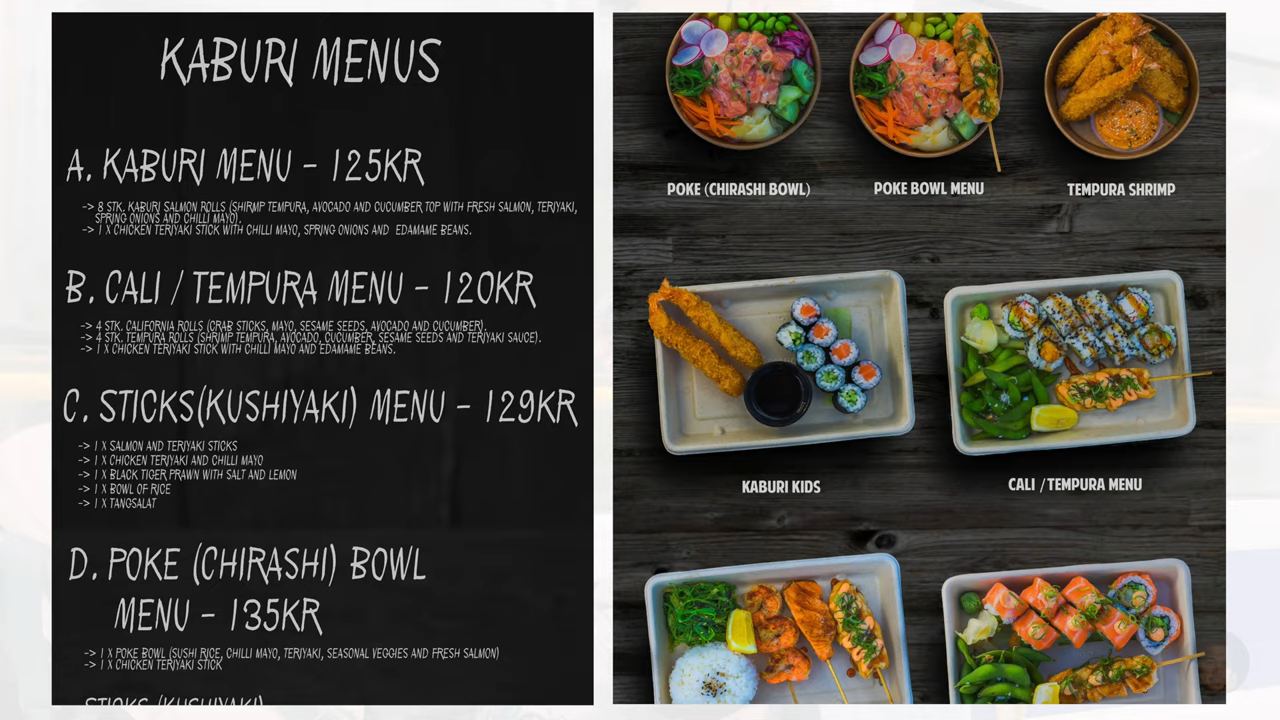 KABURI MENUS
A. KABURI MENU - 125KR
-> 8 STK. KABURI SALMON ROLLS (SHIRMP TEMPURA, AVOCADO AND CUCUMBER TOP WITH FRESH SALMON, TERIYAKI,
SPRING ONIONS AND CHILLI MAYO).
-> 1 X CHICKEN TERIYAKI STICK WITH CHILLI MAYO, SPRING ONIONS AND EDAMAME BEANS.
B. CALI / TEMPURA MENU - 120KR
-> 4 STK. CALIFORNIA ROLLS (CRAB STICKS, MAYO, SESAME SEEDS, AVOCADO AND CUCUMBER).
-> 4 STK. TEMPURA ROLLS (SHRIMP TEMPURA, AVOCADO, CUCUMBER, SESAME SEEDS AND TERIYAKI SAUCE).
-> 1 X CHICKEN TERIYAKI STICK WITH CHILLI MAYO AND EDAMAME BEANS.
C. STICKS(KUSHIYAKI) MENU - 129KR
-> 1 X SALMON AND TERIYAKI STICKS
-> 1 X CHICKEN TERIYAKI AND CHILLI MAYO
-> 1 X BLACK TIGER PRAWN WITH SALT AND LEMON
-> 1 X BOWL OF RICE
-> 1 X TANGSALAT
D. POKE (CHIRASHI) BOWL
MENU - 135KR
-> 1 X POKE BOWL (SUSHI RICE, CHILLI MAYO, TERIYAKI, SEASONAL VEGGIES AND FRESH SALMON)
-> 1 X CHICKEN TERIYAKI STICK
STICKS (KUSHIYAKI)
POKE (CHIRASHI BOWL)
POKE BOWL MENU
TEMPURA SHRIMP
KABURI KIDS
CALI / TEMPURA MENU